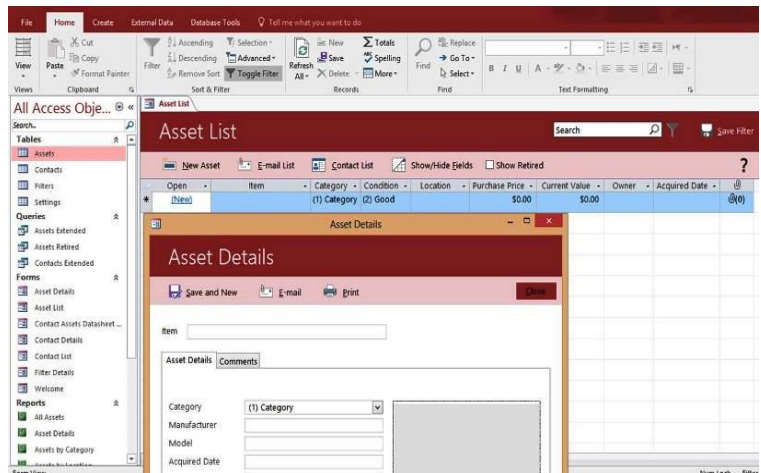 File Home Create External Data Database Tools Tell me what you want to do
View Paste Cut Copy Format Painter Filter Ascending Descending Remove Sort Selection Advanced Toggle Filter Refresh All New Save Delete Totals Spelling More Find Replace Go To Select B I U A
Views Clipboard Sort & Filter Records Find Text Formatting
All Access Obje...
Search..
Tables
Assets
Contacts
Filters
Settings
Queries
Assets Extended
Assets Retired
Contacts Extended
Forms
Asset Details
Asset List
Contact Assets Datasheet ...
Contact Details
Contact List
Filter Details
Welcome
Reports
All Assets
Asset Details
Assets by Category
Form View
Asset List
Asset List Search Save Filter
New Asset E-mail List Contact List Show/Hide Fields Show Retired ?
Open Item Category Condition Location Purchase Price Current Value Owner Acquired Date
* (New) (1) Category (2) Good $0.00 $0.00 (0)
Asset Details
Asset Details
Save and New E-mail Print Close
Item
Asset Details Comments
Category (1) Category
Manufacturer
Model
Acquired Date
Num Lock